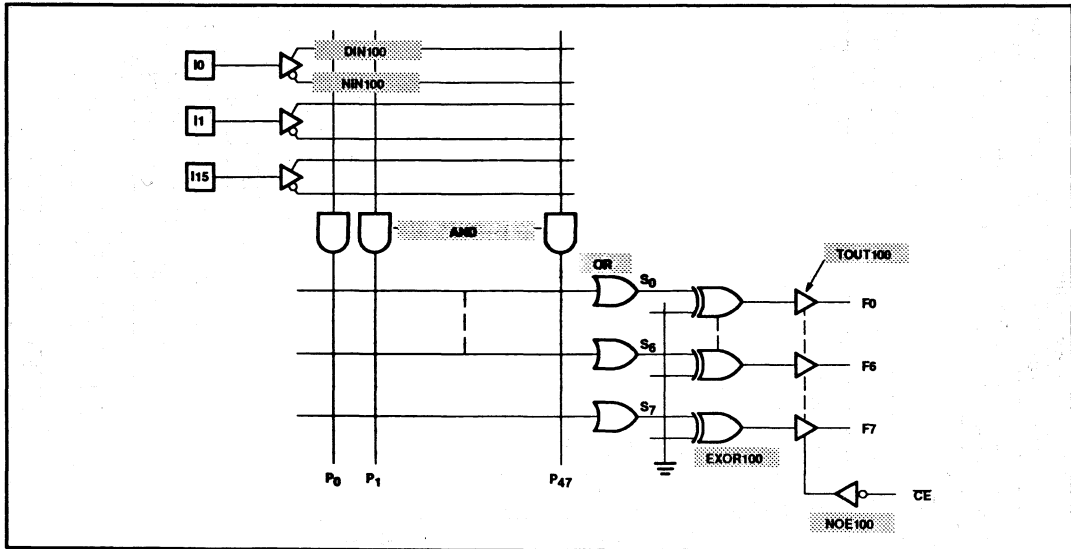 I0
DIN100
NIN100
I1
I15
AND
OR
S0
TOUT100
F0
S6
F6
S7
F7
EXOR100
P0
P1
P47
CE
NOE100